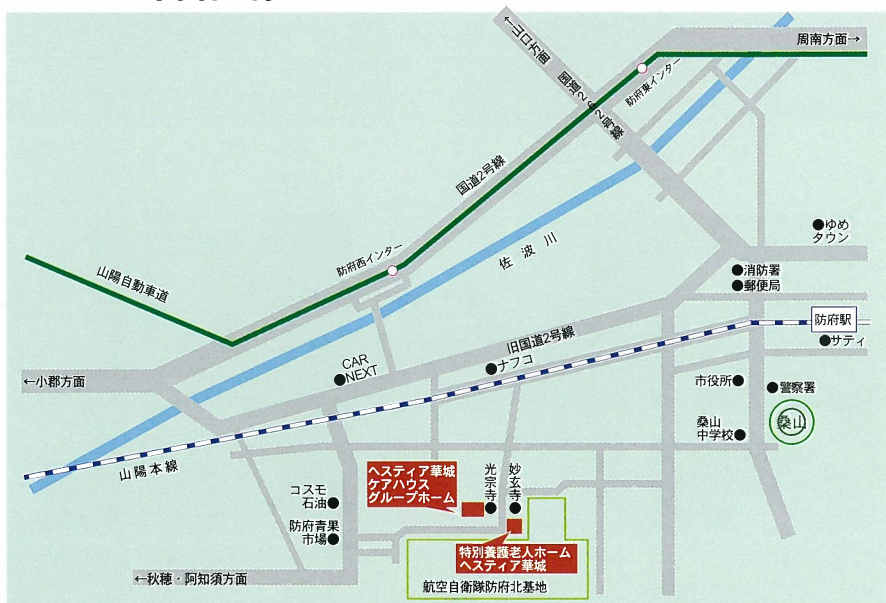 周南方面→
↑山口方面
国道262号線
防府東インター
国道2号線
ゆめ
タウン
佐波川
防府西インター
山陽自動車道
消防署
郵便局
防府駅
サティ
旧国道2号線
CAR
NEXT
ナフコ
←小郡方面
市役所
警察署
桑山
桑山
中学校
山陽本線
ヘスティア華城
ケアハウス
グループホーム
光宗寺
妙玄寺
コスモ
石油
防府青果
市場
特別養護老人ホーム
ヘスティア華城
←秋穂・阿知須方面
航空自衛隊防府北基地